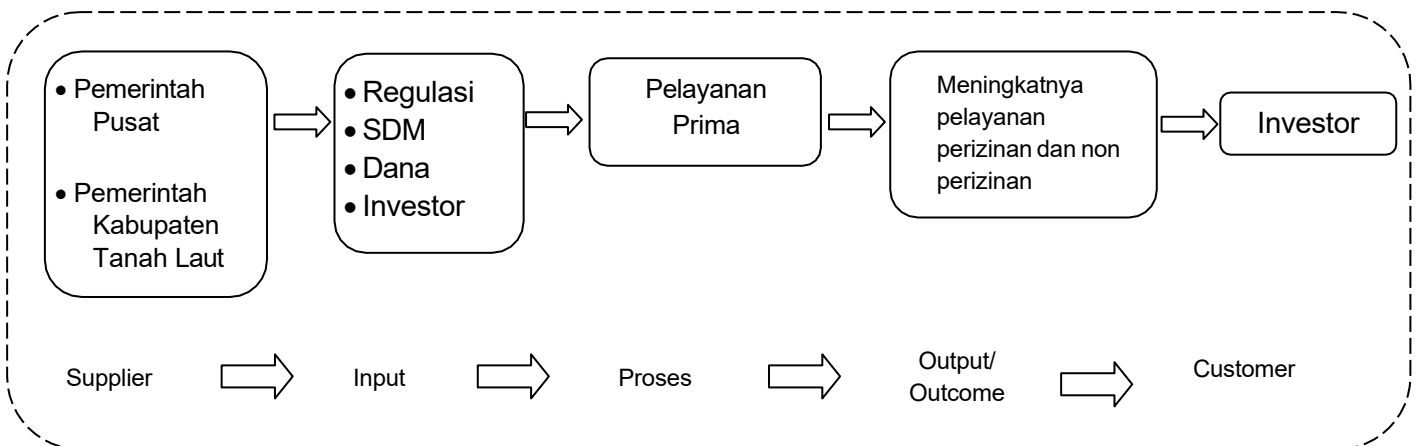 • Pemerintah
Pusat
• Pemerintah
Kabupaten
Tanah Laut
• Regulasi
• SDM
• Dana
• Investor
Pelayanan
Prima
Meningkatnya
pelayanan
perizinan dan non
perizinan
Investor
Supplier
Input
Proses
Output/
Outcome
Customer